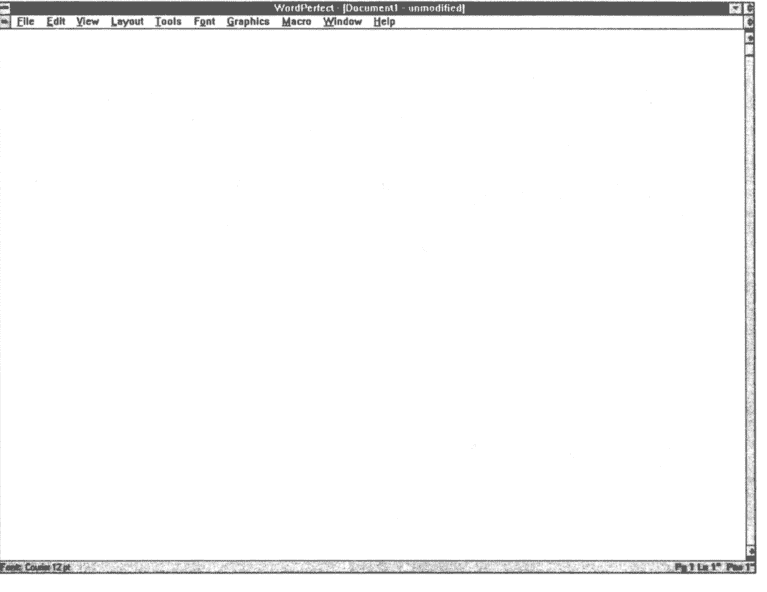 WordPerfect - [Document1 - unmodified]
File Edit View Layout Tools Font Graphics Macro Window Help
Font: Courier 12 pt Pg 1 Ln 1" Pos 1"